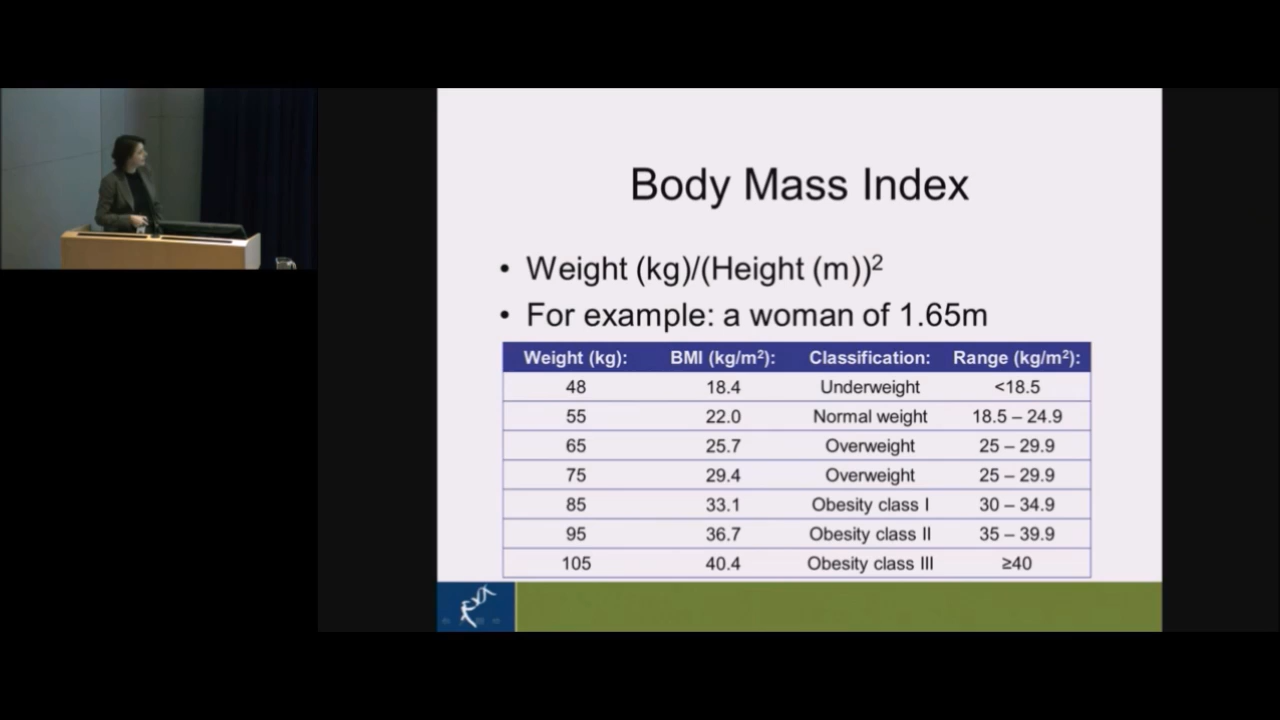 Body Mass Index
• Weight (kg)/(Height (m))²
• For example: a woman of 1.65m
Weight (kg): BMI (kg/m²): Classification: Range (kg/m²):
48 18.4 Underweight <18.5
55 22.0 Normal weight 18.5 – 24.9
65 25.7 Overweight 25 – 29.9
75 29.4 Overweight 25 – 29.9
85 33.1 Obesity class I 30 – 34.9
95 36.7 Obesity class II 35 – 39.9
105 40.4 Obesity class III ≥40